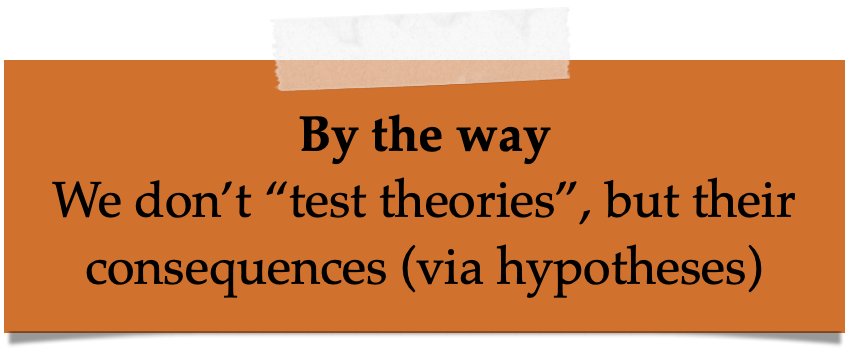 By the way
We don’t “test theories”, but their
consequences (via hypotheses)